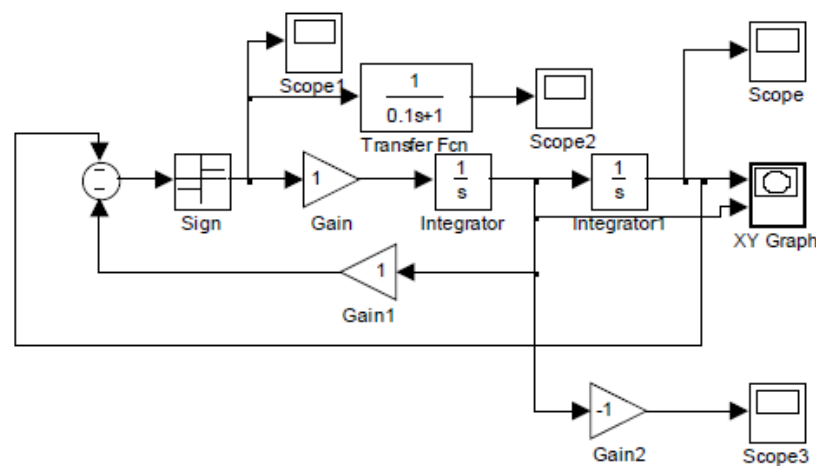 Scope1
1
0.1s+1
Transfer Fcn
Scope2
Scope
Sign
1
Gain
1
s
Integrator
1
s
Integrator1
XY Graph
1
Gain1
-1
Gain2
Scope3